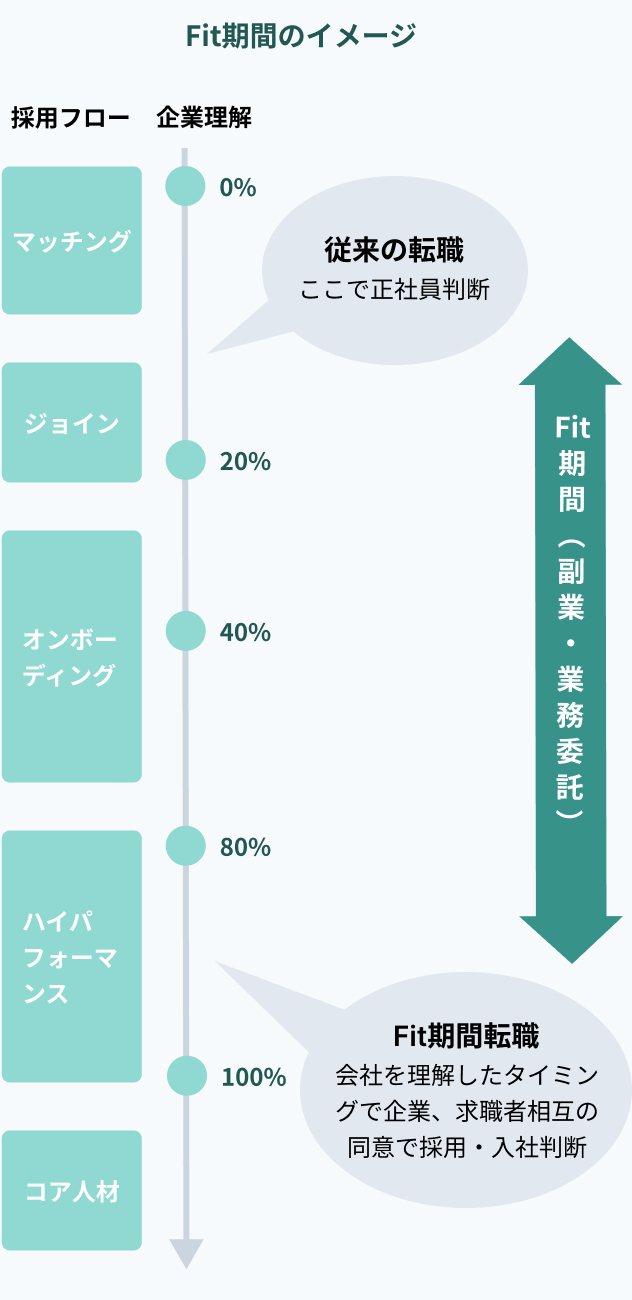 Fit期間のイメージ
採用フロー
企業理解
マッチング
0%
従来の転職
ここで正社員判断
ジョイン
20%
Fit期間（副業・業務委託）
オンボー
ディング
40%
80%
ハイパ
フォーマ
ンス
Fit期間転職
会社を理解したタイミン
グで企業、求職者相互の
同意で採用・入社判断
100%
コア人材